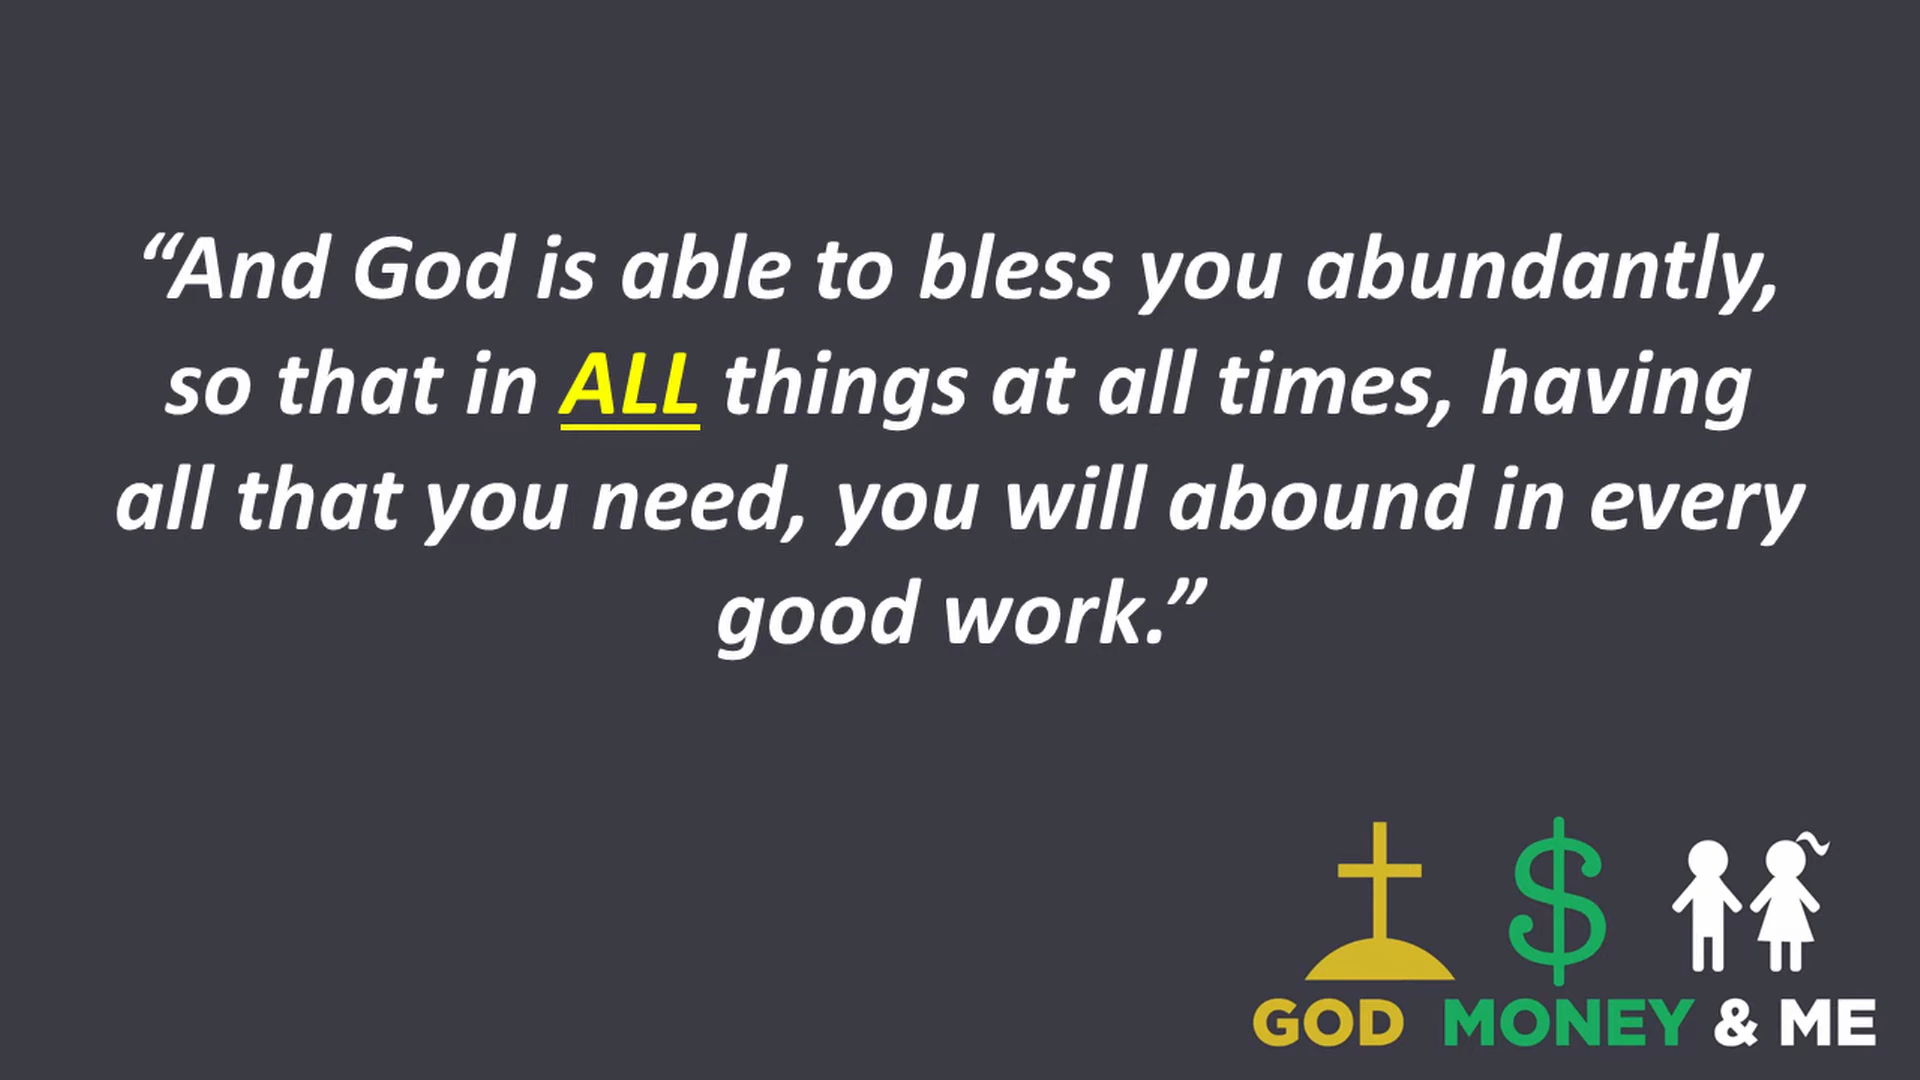 “And God is able to bless you abundantly,
so that in ALL things at all times, having
all that you need, you will abound in every
good work.”
$
GOD MONEY & ME